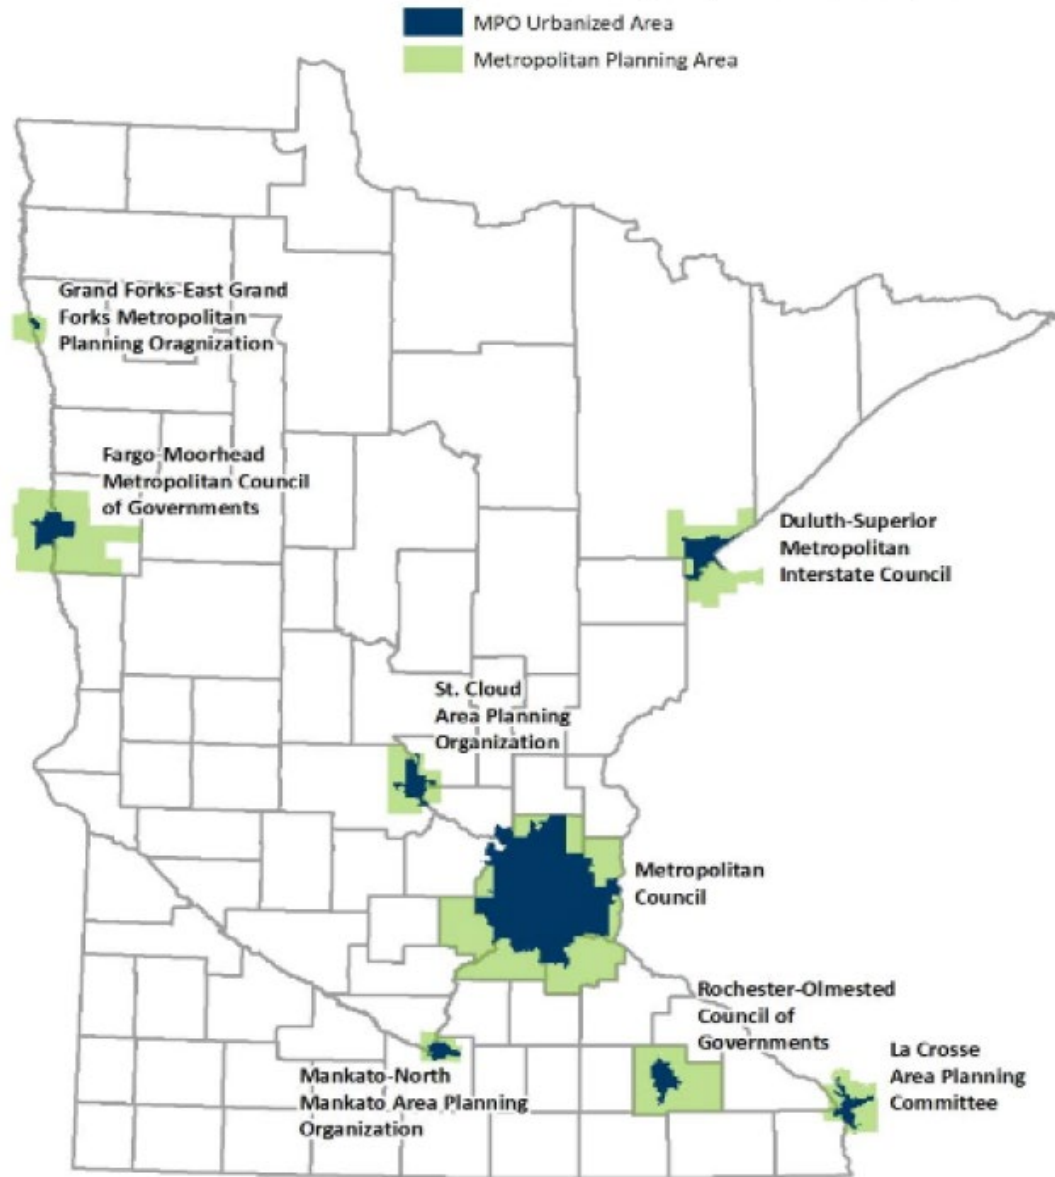 MPO Urbanized Area
Metropolitan Planning Area
Grand Forks-East Grand
Forks Metropolitan
Planning Oragnization
Fargo-Moorhead
Metropolitan Council
of Governments
Duluth-Superior
Metropolitan
Interstate Council
St. Cloud
Area Planning
Organization
Metropolitan
Council
Rochester-Olmested
Council of
Governments
La Crosse
Area Planning
Committee
Mankato-North
Mankato Area Planning
Organization